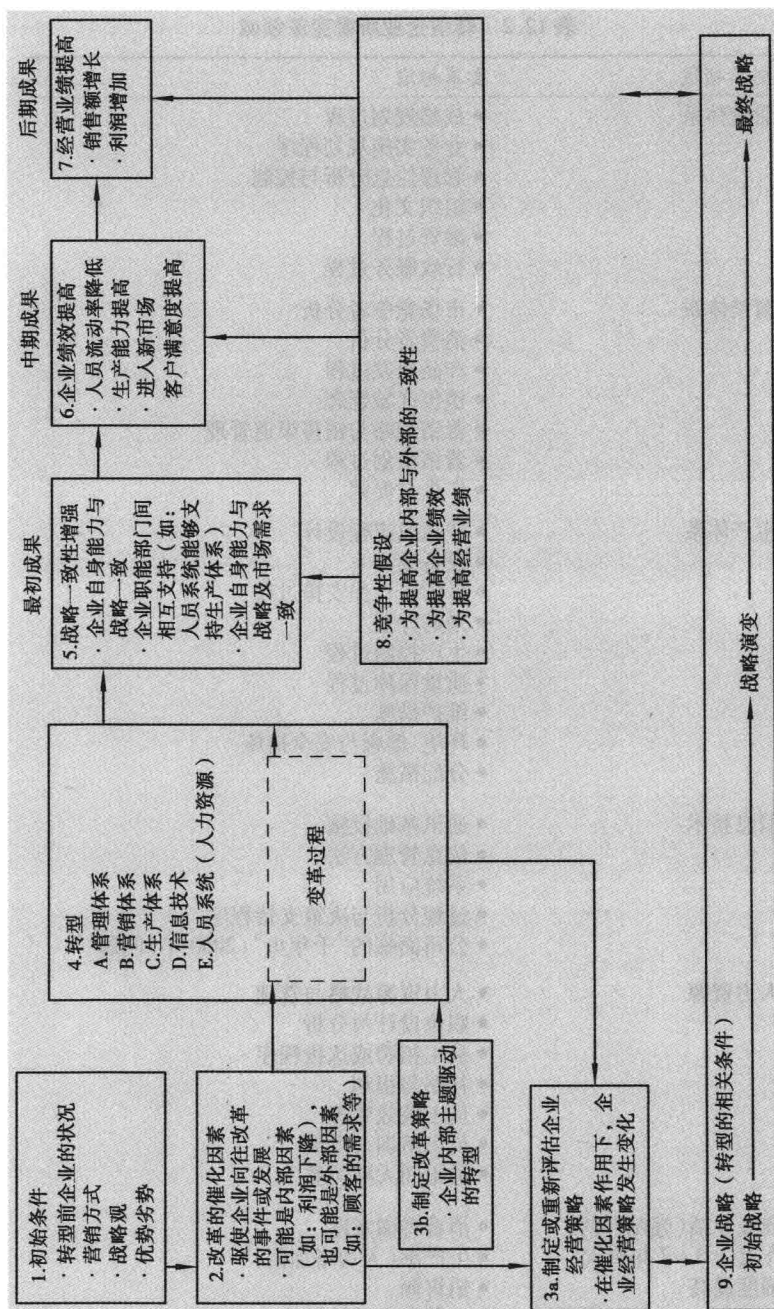 最初成果
中期成果
后期成果
1.初始条件
· 转型前企业的状况
· 营销方式
· 战略观
· 优势劣势
2.改革的催化因素
· 驱使企业向往改革
的事件或发展.
可能是内部因素
(如:利润下降)
也可能是外部因素
(如:顾客的需求等)
3b.制定改革策略
· 企业内部主题驱动
的转型
3a.制定或重新评估企业
经营策略
·在催化因素作用下,企
业经营策略发生变化
4.转型
A.管理体系
B.营销体系
C.生产体系
D.信息技术
E.人员系统(人力资源)
变革过程
5.战略一致性增强
· 企业自身能力与
战略一致
· 企业职能部门间
相互支持(如:
人员系统能够支
持生产体系)
· 企业自身能力与
战略及市场需求
一致
6.企业绩效提高
· 人员流动率降低
· 生产能力提高
· 进入新市场
客户满意度提高
7.经营业绩提高
· 销售额增长
· 利润增加
8.竞争性假设
· 为提高企业内部与外部的一致性
· 为提高企业绩效
· 为提高经营业绩
9.企业战略(转型的相关条件)
初始战略
战略演变
最终战略